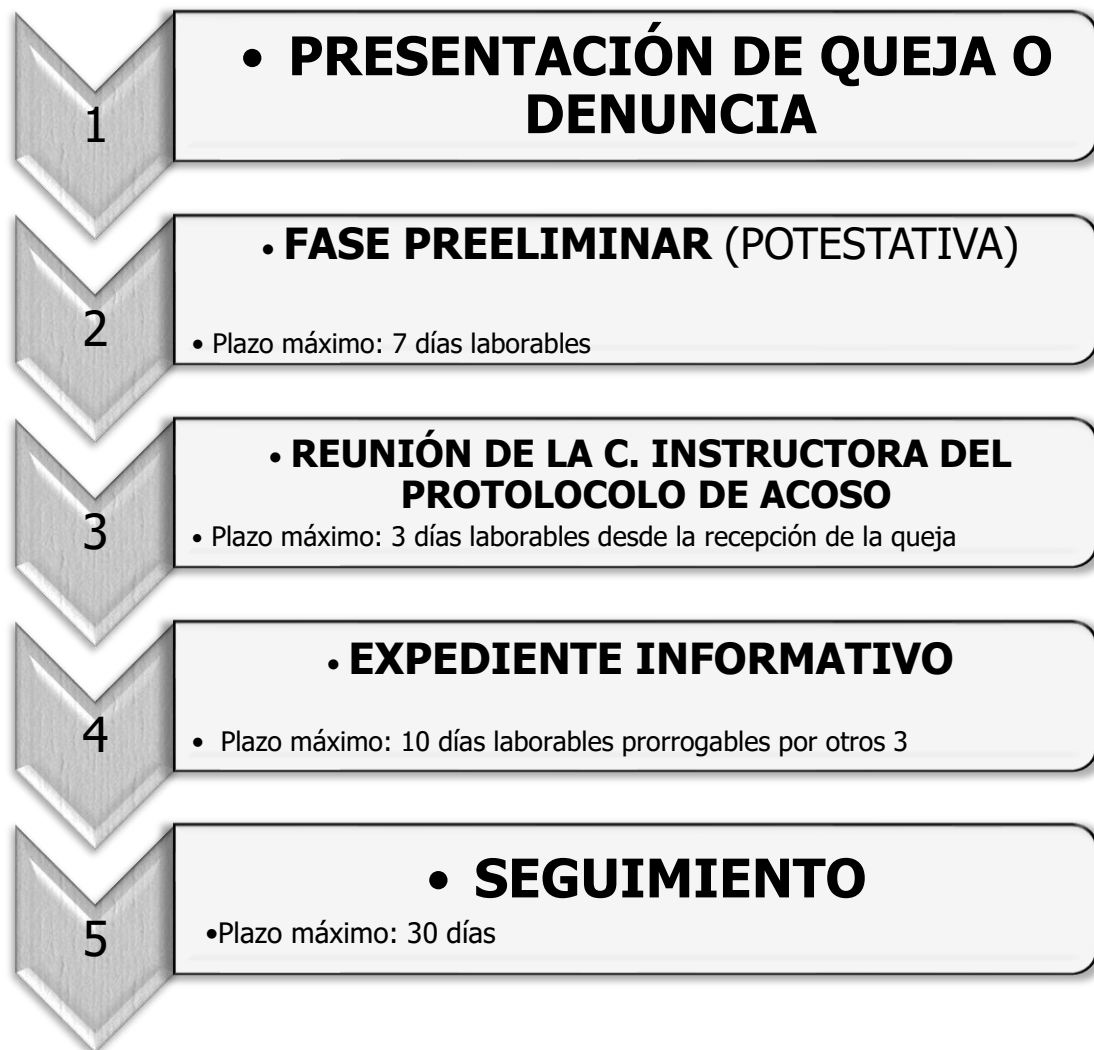 1
• PRESENTACIÓN DE QUEJA O
DENUNCIA
2
• FASE PREELIMINAR (POTESTATIVA)
• Plazo máximo: 7 días laborables
3
• REUNIÓN DE LA C. INSTRUCTORA DEL
PROTOLOCOLO DE ACOSO
• Plazo máximo: 3 días laborables desde la recepción de la queja
4
• EXPEDIENTE INFORMATIVO
• Plazo máximo: 10 días laborables prorrogables por otros 3
5
• SEGUIMIENTO
•Plazo máximo: 30 días